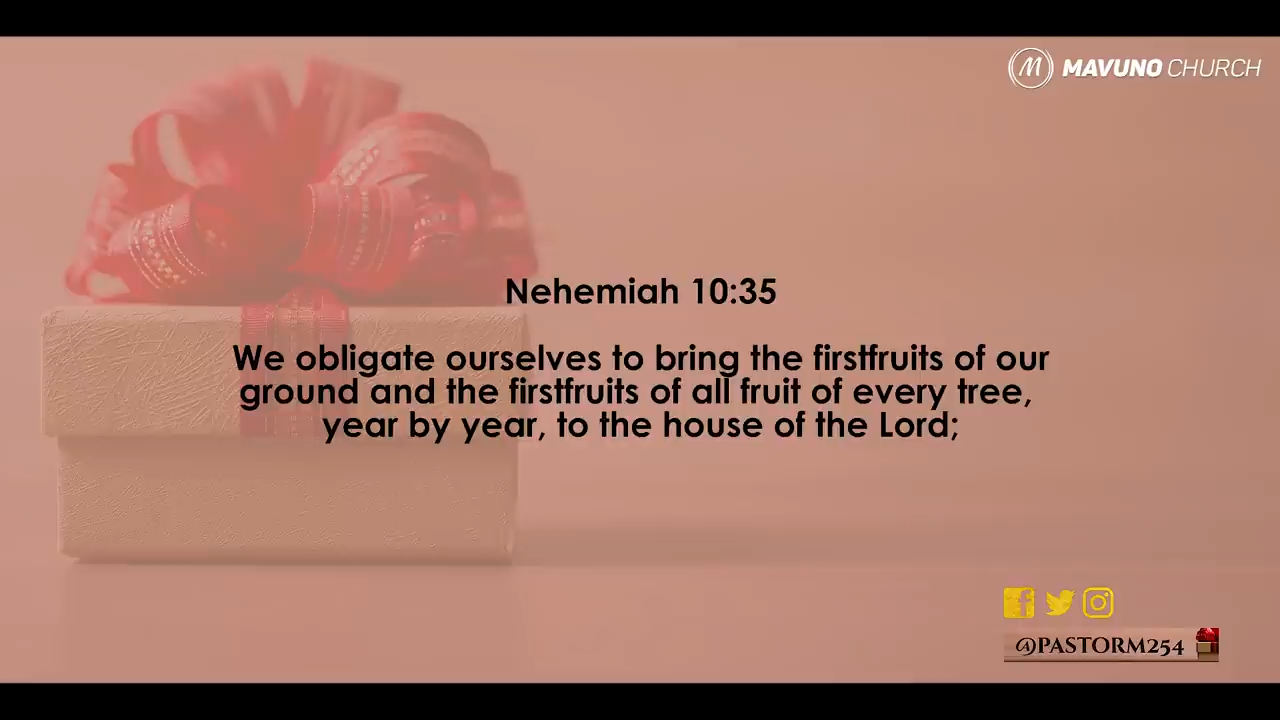 M MAVUNO CHURCH
Nehemiah 10:35
We obligate ourselves to bring the firstfruits of our
ground and the firstfruits of all fruit of every tree,
year by year, to the house of the Lord;
@PASTORM254